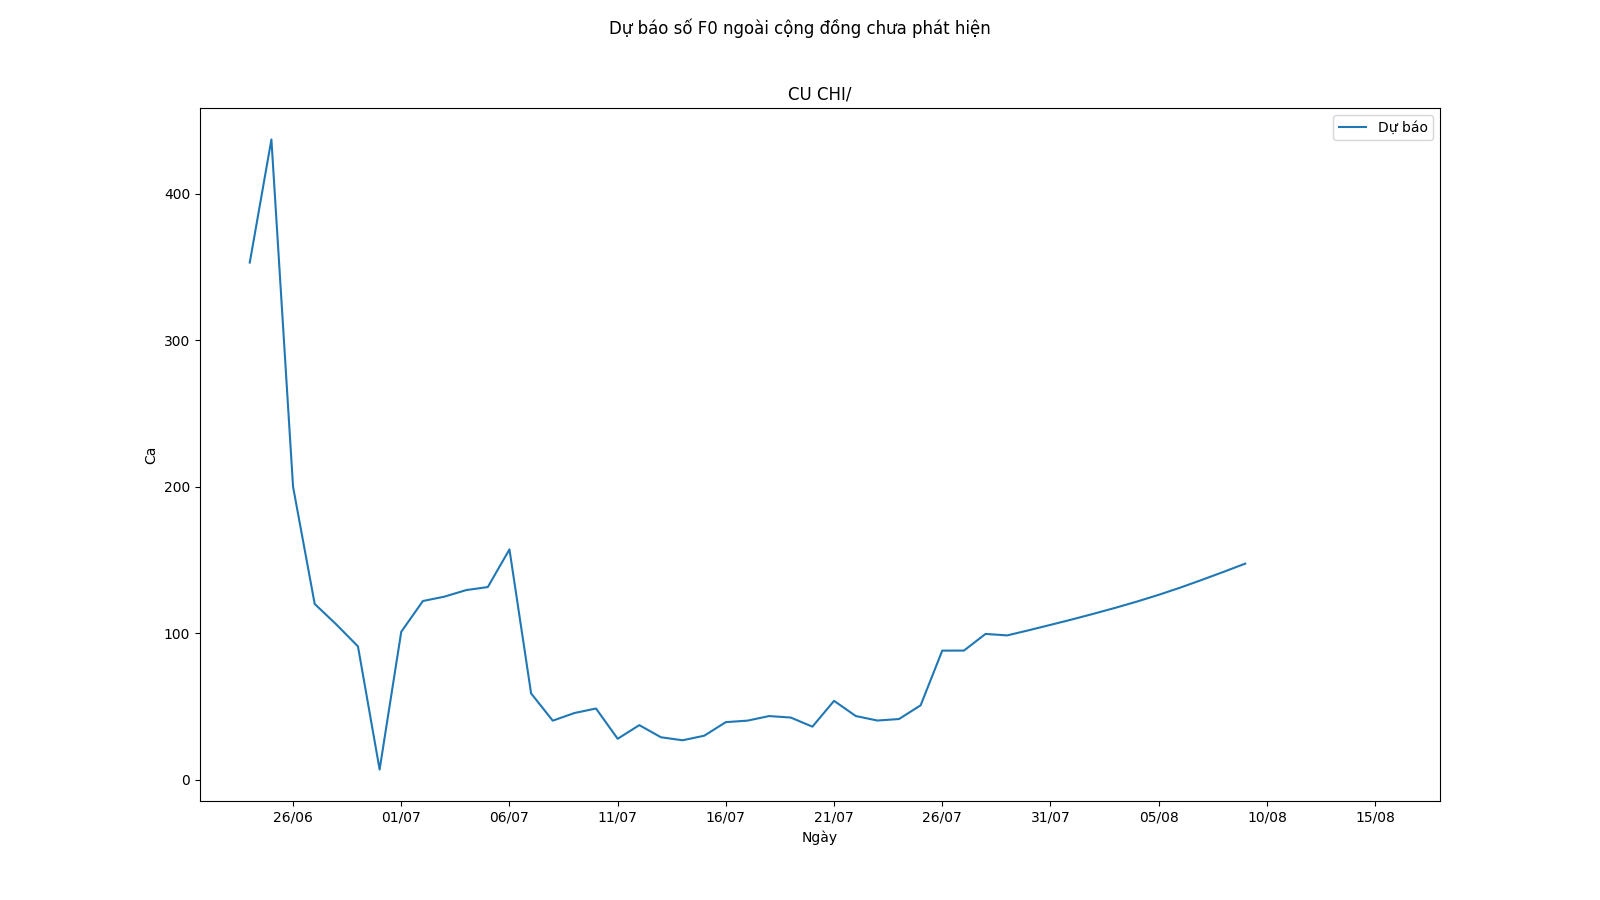 Dự báo số F0 ngoài cộng đồng chưa phát hiện
CU CHI/
Dự báo
400
300
200
100
0
Ca
26/06 01/07 06/07 11/07 16/07 21/07 26/07 31/07 05/08 10/08 15/08
Ngày